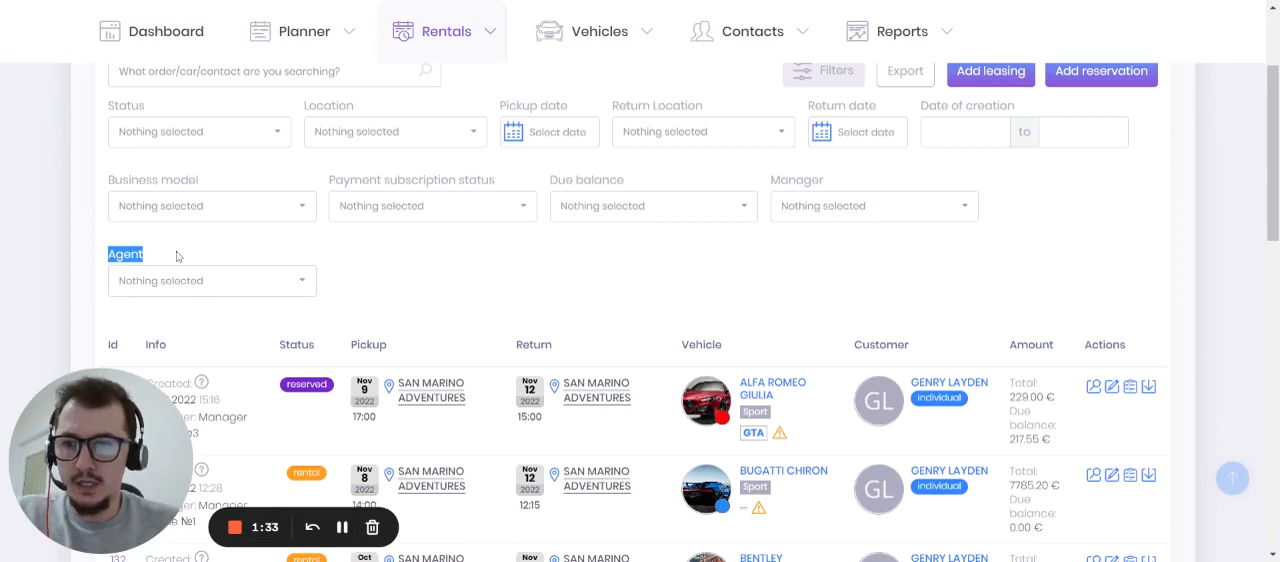 Dashboard Planner Rentals Vehicles Contacts Reports
What order/car/contact are you searching? Filters Export Add leasing Add reservation
Status Location Pickup date Return Location Return date Date of creation
Nothing selected Nothing selected Select date Nothing selected Select date to
Business model Payment subscription status Due balance Manager
Nothing selected Nothing selected Nothing selected Nothing selected
Agent
Nothing selected
Id Info Status Pickup Return Vehicle Customer Amount Actions
Created: ?
2022 15:16
Manager
reserved
Nov
9
2022
17:00
SAN MARINO
ADVENTURES
Nov
12
2022
15:00
SAN MARINO
ADVENTURES
ALFA ROMEO
GIULIA
Sport
GTA
GL
GENRY LAYDEN
individual
Total:
229.00 €
Due
balance:
217.55 €
12:28
Manager
№1
rental
Nov
8
2022
14:00
SAN MARINO
ADVENTURES
Nov
12
2022
12:15
SAN MARINO
ADVENTURES
BUGATTI CHIRON
Sport
GL
GENRY LAYDEN
individual
Total:
7785.20 €
Due
balance:
0.00 €
1:33
132 Created: ? rental Oct SAN MARINO Nov SAN MARINO BENTLEY GENRY LAYDEN Total: